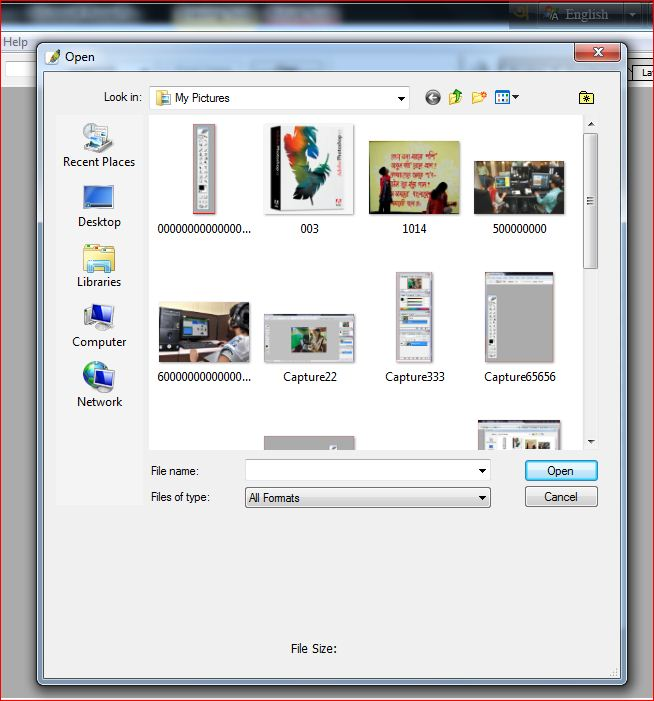 English
Help
Open
La
Look in:
My Pictures
Recent Places
Desktop
Libraries
Computer
Network
00000000000000...
003
1014
500000000
60000000000000...
Capture22
Capture333
Capture65656
File name:
Open
Files of type:
All Formats
Cancel
File Size: